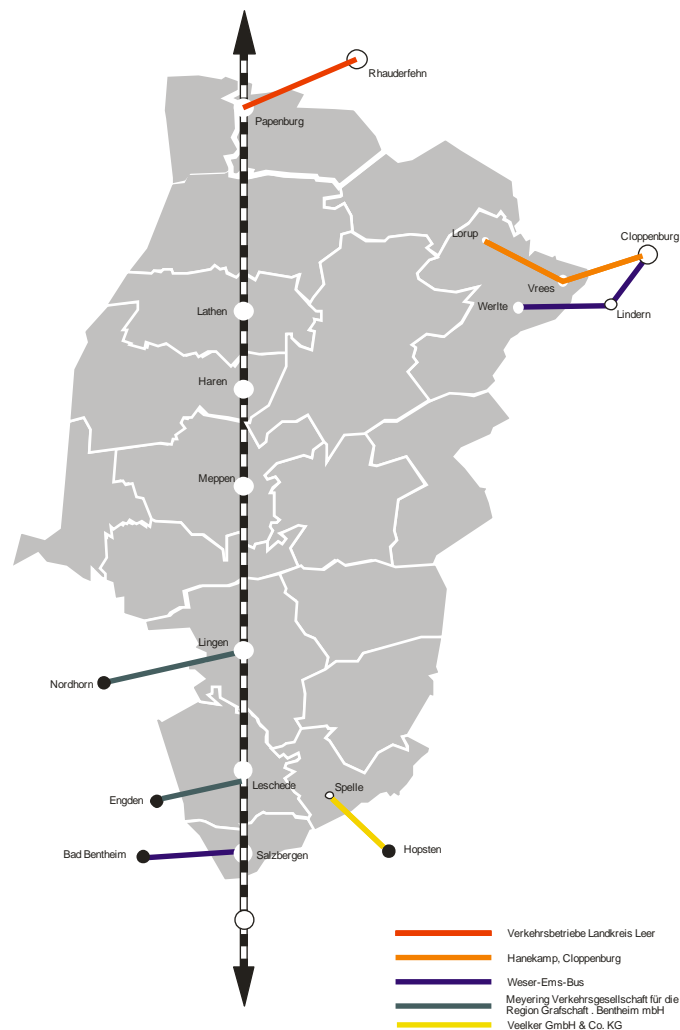 Rhauderfehn
Papenburg
Lorup
Cloppenburg
Vrees
Werlte
Lindern
Lathen
Haren
Meppen
Lingen
Nordhorn
Leschede
Spelle
Engden
Bad Bentheim
Salzbergen
Hopsten
Verkehrsbetriebe Landkreis Leer
Hanekamp, Cloppenburg
Weser-Ems-Bus
Meyering Verkehrsgesellschaft für die
Region Grafschaft . Bentheim mbH
Veelker GmbH & Co. KG